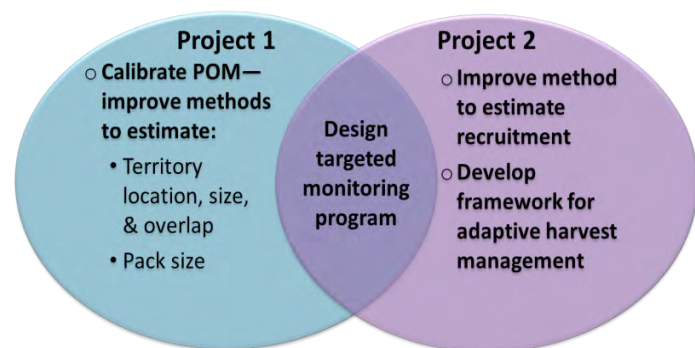 Project 1
○ Calibrate POM—
improve methods
to estimate:
• Territory
location, size,
& overlap
• Pack size
Design
targeted
monitoring
program
Project 2
○ Improve method
to estimate
recruitment
○ Develop
framework for
adaptive harvest
management